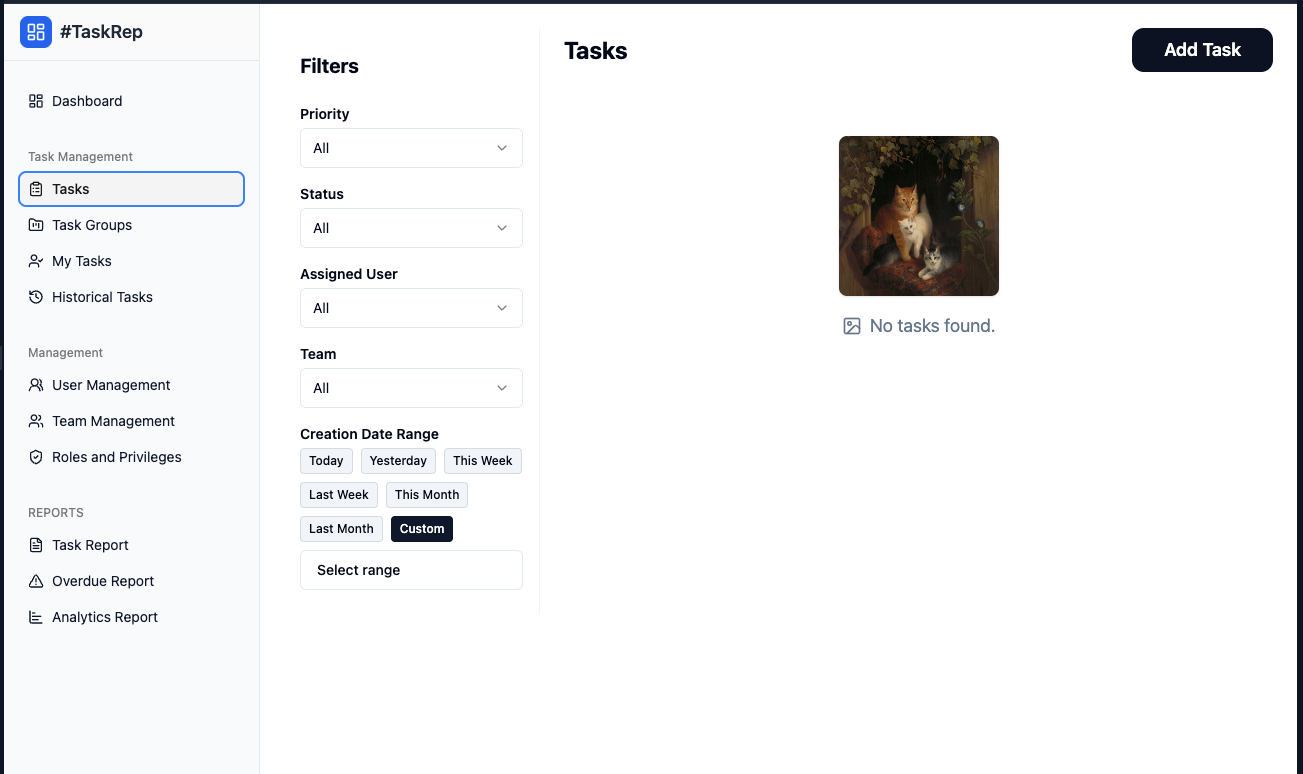 #TaskRep
Dashboard
Task Management
Tasks
Task Groups
My Tasks
Historical Tasks
Management
User Management
Team Management
Roles and Privileges
REPORTS
Task Report
Overdue Report
Analytics Report
Filters
Priority
All
Status
All
Assigned User
All
Team
All
Creation Date Range
Today Yesterday This Week
Last Week This Month
Last Month Custom
Select range
Tasks
Add Task
No tasks found.